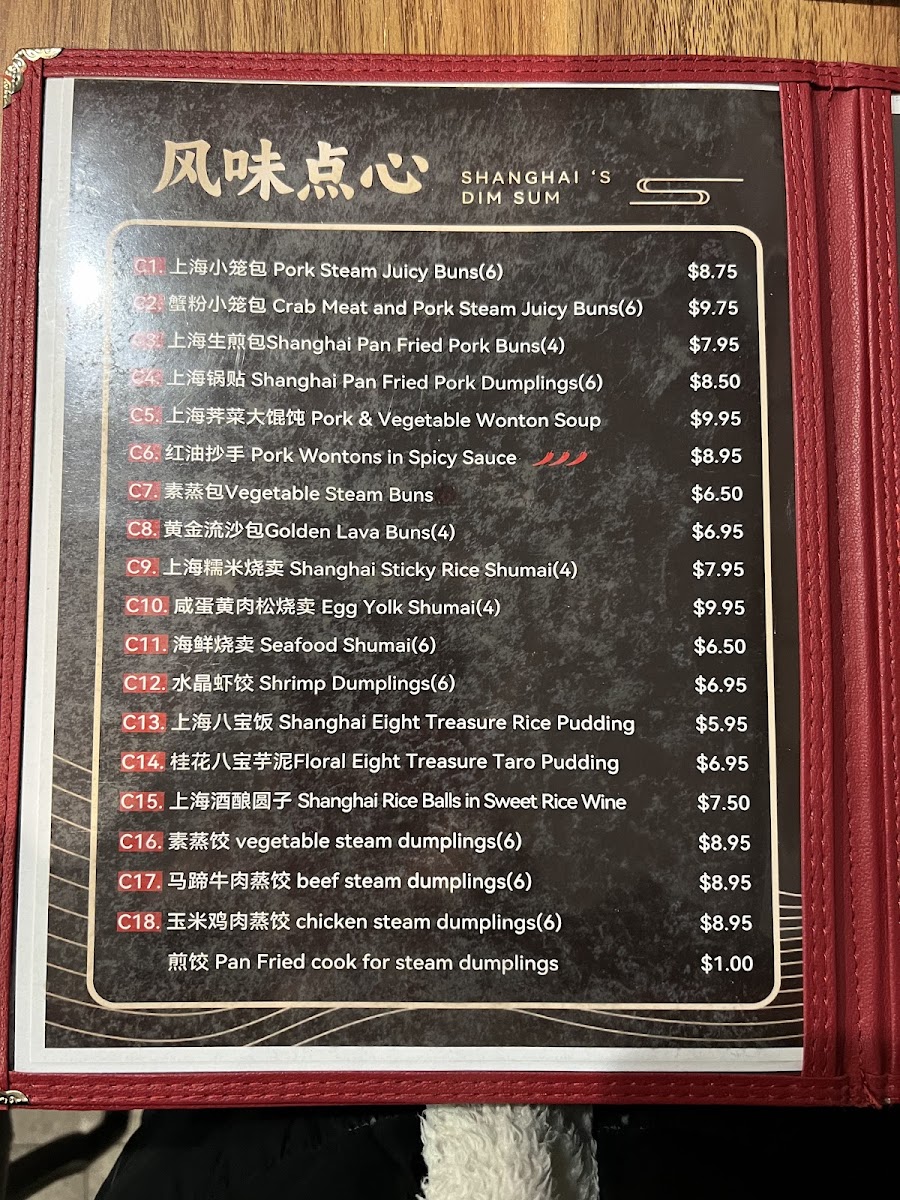 风味点心
SHANGHAI ‘S
DIM SUM
C1. 上海小笼包 Pork Steam Juicy Buns(6) $8.75
C2. 蟹粉小笼包 Crab Meat and Pork Steam Juicy Buns(6) $9.75
C3. 上海生煎包Shanghai Pan Fried Pork Buns(4) $7.95
C4. 上海锅贴 Shanghai Pan Fried Pork Dumplings(6) $8.50
C5. 上海荠菜大馄饨 Pork & Vegetable Wonton Soup $9.95
C6. 红油抄手 Pork Wontons in Spicy Sauce $8.95
C7. 素蒸包Vegetable Steam Buns $6.50
C8. 黄金流沙包Golden Lava Buns(4) $6.95
C9. 上海糯米烧卖 Shanghai Sticky Rice Shumai(4) $7.95
C10. 咸蛋黄肉松烧卖 Egg Yolk Shumai(4) $9.95
C11. 海鲜烧卖 Seafood Shumai(6) $6.50
C12. 水晶虾饺 Shrimp Dumplings(6) $6.95
C13. 上海八宝饭 Shanghai Eight Treasure Rice Pudding $5.95
C14. 桂花八宝芋泥Floral Eight Treasure Taro Pudding $6.95
C15. 上海酒酿圆子 Shanghai Rice Balls in Sweet Rice Wine $7.50
C16. 素蒸饺 vegetable steam dumplings(6) $8.95
C17. 马蹄牛肉蒸饺 beef steam dumplings(6) $8.95
C18. 玉米鸡肉蒸饺 chicken steam dumplings(6) $8.95
煎饺 Pan Fried cook for steam dumplings $1.00